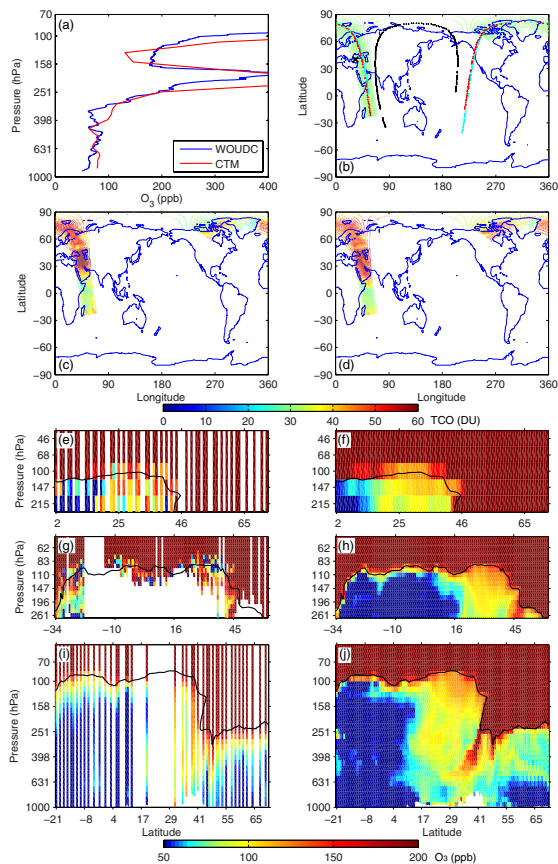 (a)
70
100
158
251
398
631
1000
Pressure (hPa)
0 100 200 300 400
O3 (ppb)
WOUDC
CTM
(b)
90
60
30
0
−30
−60
−90
Latitude
0 90 180 270 360
(c)
90
60
30
0
−30
−60
−90
Latitude
0 90 180 270 360
Longitude
(d)
90
60
30
0
−30
−60
−90
0 90 180 270 360
Longitude
0 10 20 30 40 50 60
TCO (DU)
(e)
46
68
100
147
215
Pressure (hPa)
2 25 46 65
(f)
46
68
100
147
215
2 25 46 65
(g)
62
83
110
147
196
261
Pressure (hPa)
−34 −10 16 45
(h)
62
83
110
147
196
261
−34 −10 16 45
(i)
70
100
158
251
398
631
1000
Pressure (hPa)
−21 −8 4 17 29 41 53 65
Latitude
(j)
70
100
158
251
398
631
1000
−21 −8 4 17 29 41 53 65
Latitude
50 100 150 200
O3 (ppb)